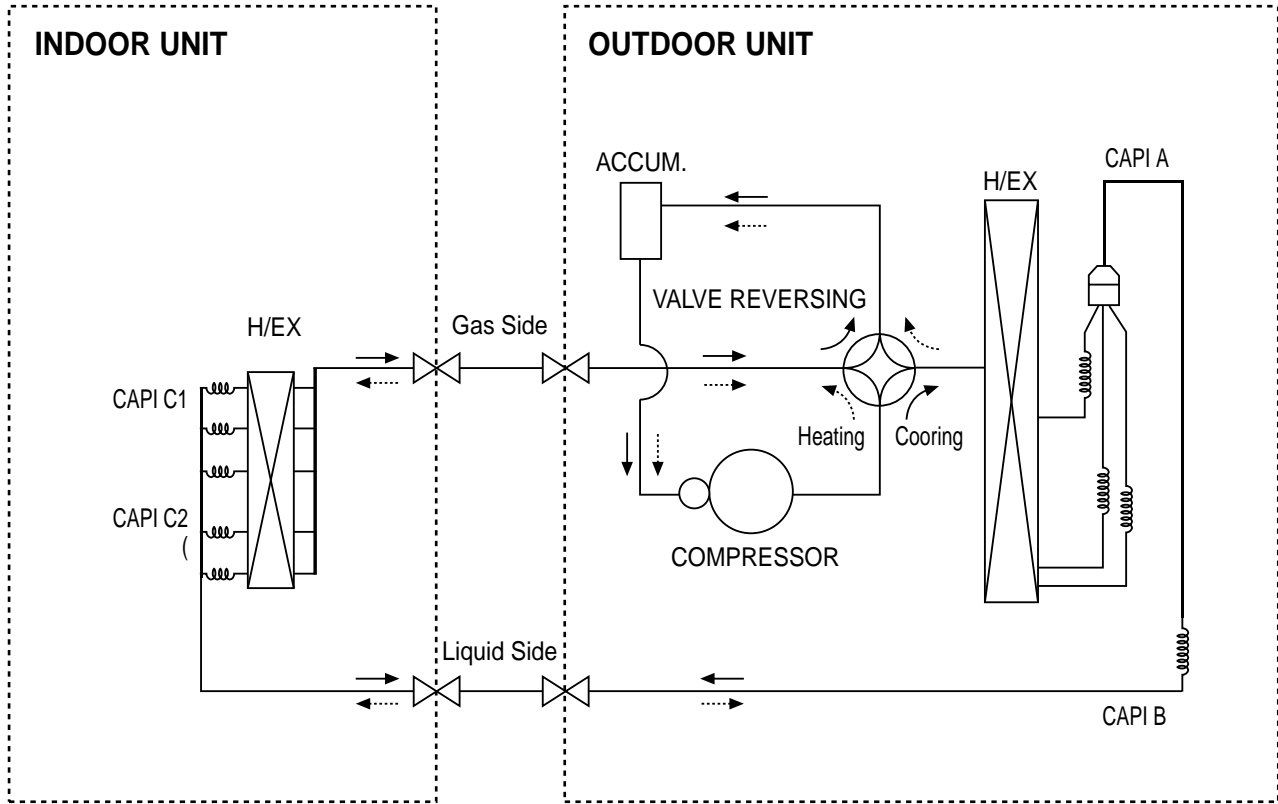 INDOOR UNIT
OUTDOOR UNIT
CAPI A
ACCUM.
H/EX
VALVE REVERSING
Gas Side
H/EX
CAPI C1
Heating
Cooring
CAPI C2
(
COMPRESSOR
Liquid Side
CAPI B